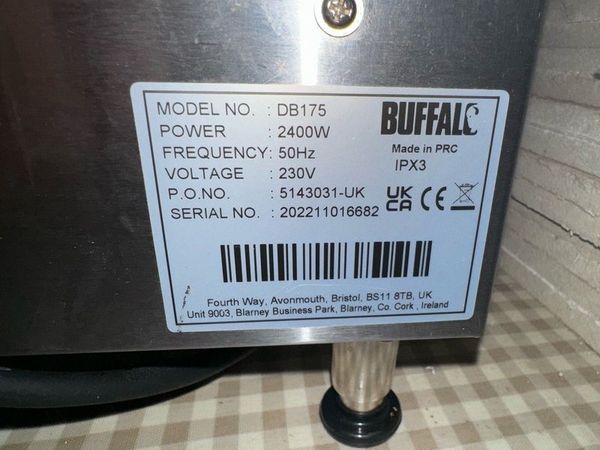 MODEL NO. : DB175
POWER : 2400W
FREQUENCY: 50Hz
VOLTAGE : 230V
P.O.NO. : 5143031-UK
SERIAL NO. : 202211016682
BUFFALO
Made in PRC
IPX3
UK
CA CE
Fourth Way, Avonmouth, Bristol, BS11 8TB, UK
Unit 9003, Blarney Business Park, Blarney, Co. Cork , Ireland